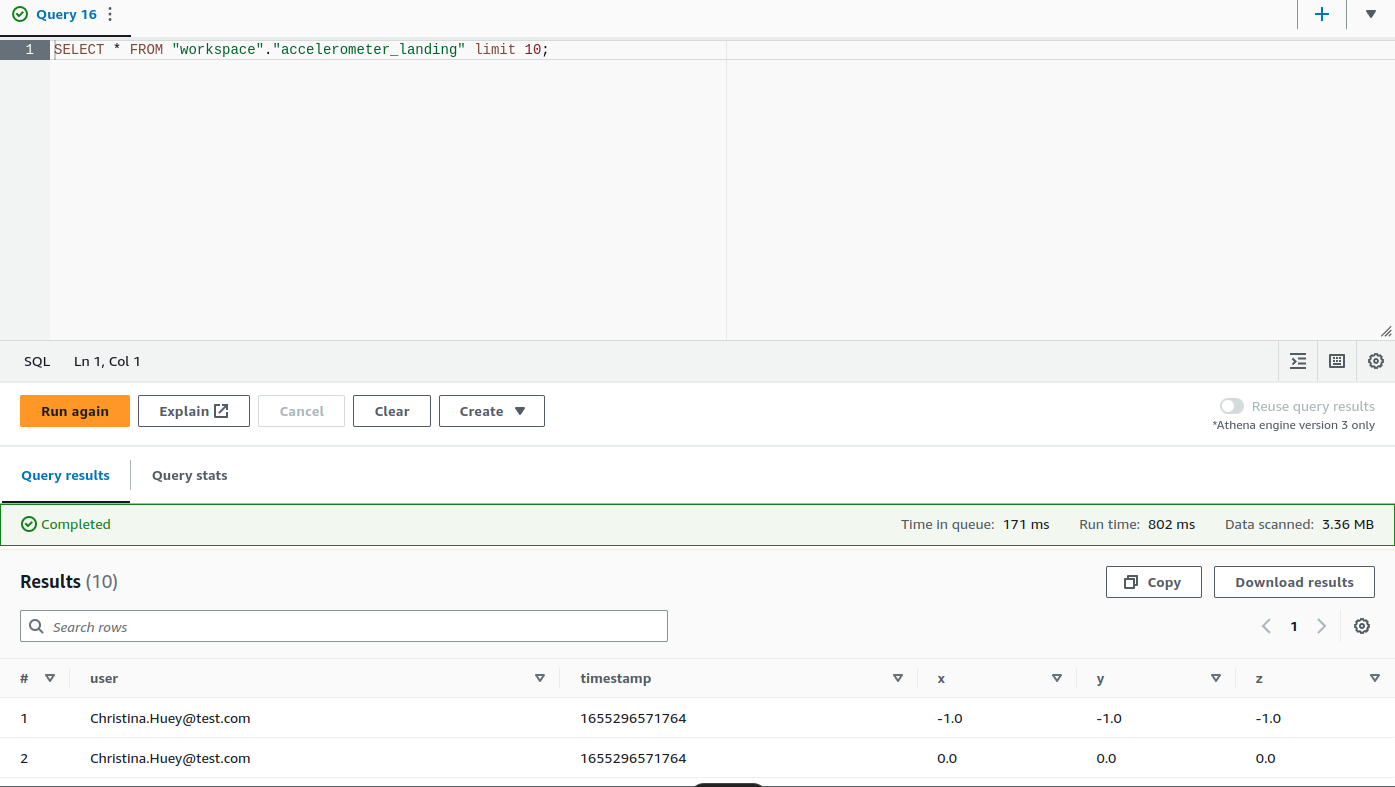 Query 16
1 SELECT * FROM "workspace"."accelerometer_landing" limit 10;
SQL Ln 1, Col 1
Run again Explain Cancel Clear Create Reuse query results
*Athena engine version 3 only
Query results Query stats
Completed Time in queue: 171 ms Run time: 802 ms Data scanned: 3.36 MB
Results (10) Copy Download results
Search rows 1
# user timestamp x y z
1 Christina.Huey@test.com 1655296571764 -1.0 -1.0 -1.0
2 Christina.Huey@test.com 1655296571764 0.0 0.0 0.0